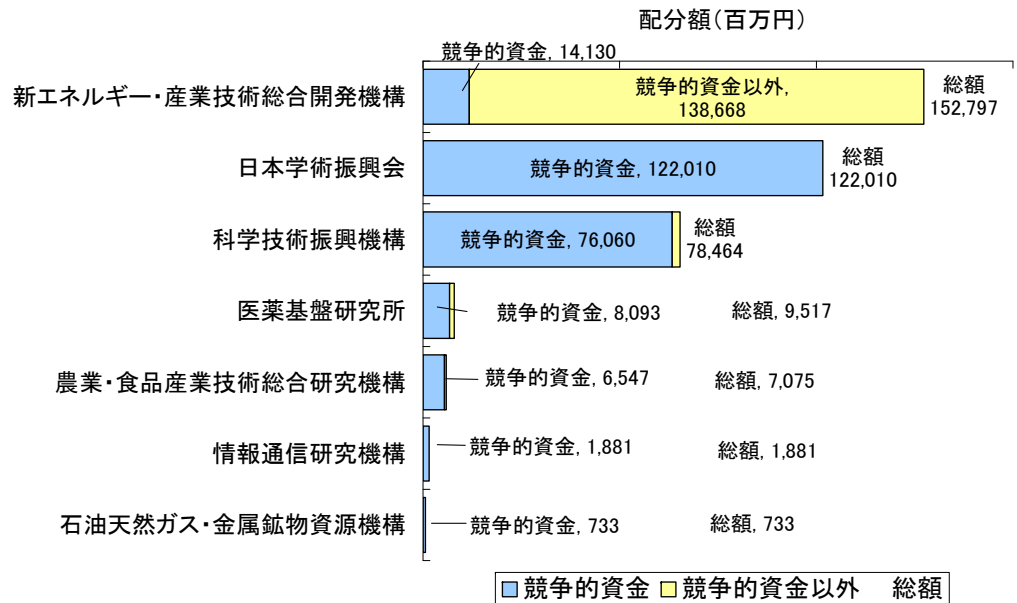 配分額(百万円)
競争的資金, 14,130
新エネルギー・産業技術総合開発機構
競争的資金以外,
138,668
総額
152,797
日本学術振興会
競争的資金, 122,010
総額
122,010
科学技術振興機構
競争的資金, 76,060
総額
78,464
医薬基盤研究所
競争的資金, 8,093
総額, 9,517
農業・食品産業技術総合研究機構
競争的資金, 6,547
総額, 7,075
情報通信研究機構
競争的資金, 1,881
総額, 1,881
石油天然ガス・金属鉱物資源機構
競争的資金, 733
総額, 733
競争的資金 競争的資金以外 総額